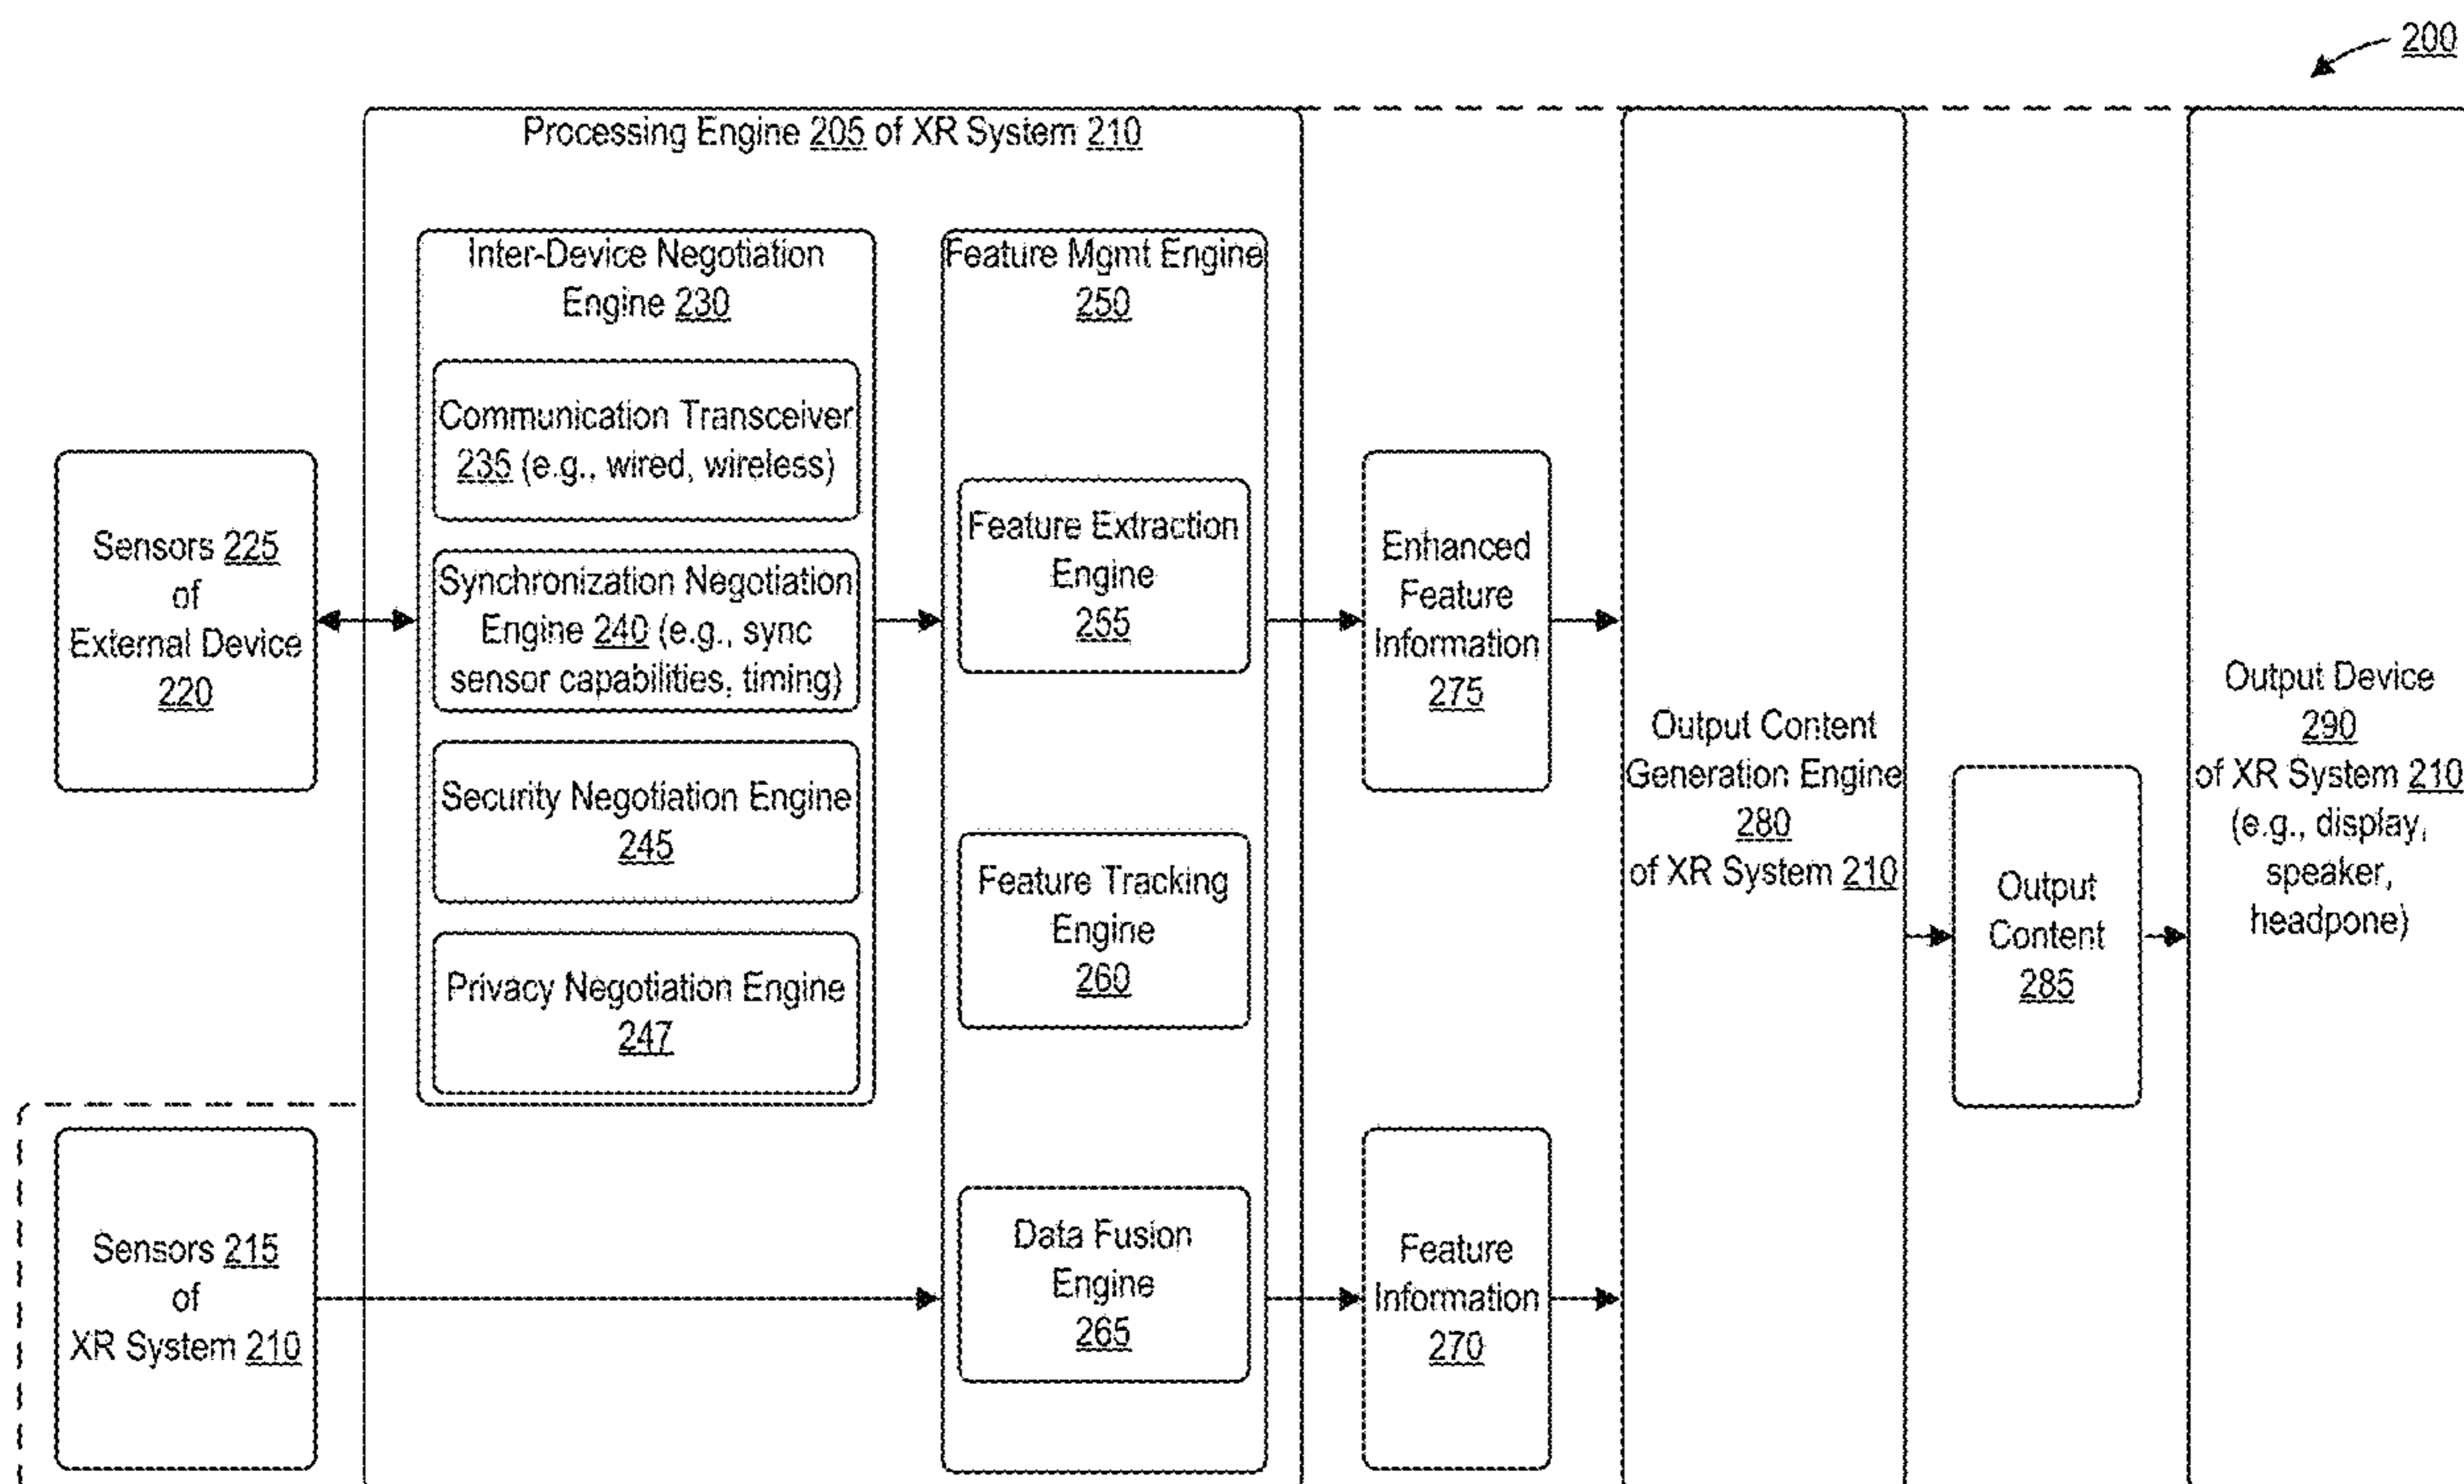 200
Processing Engine 205 of XR System 210
Inter-Device Negotiation
Engine 230
Communication Transceiver
235 (e.g., wired, wireless)
Synchronization Negotiation
Engine 240 (e.g., sync
sensor capabilities, timing)
Security Negotiation Engine
245
Privacy Negotiation Engine
247
Feature Mgmt Engine
250
Feature Extraction
Engine
255
Feature Tracking
Engine
260
Data Fusion
Engine
265
Sensors 225
of
External Device
220
Sensors 215
of
XR System 210
Enhanced
Feature
Information
275
Feature
Information
270
Output Content
Generation Engine
280
of XR System 210
Output
Content
285
Output Device
290
of XR System 210
(e.g., display,
speaker,
headpone)